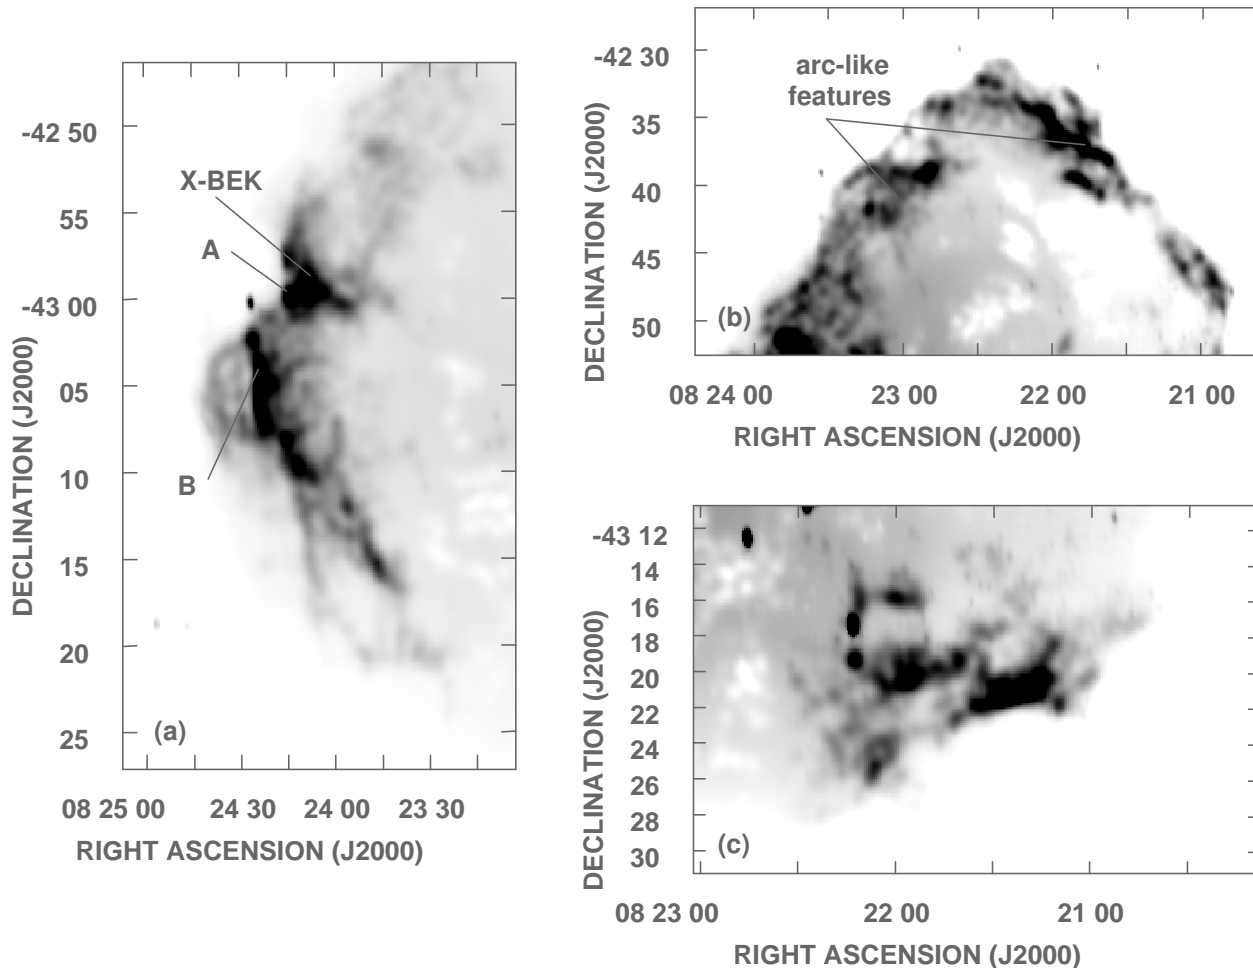 -42 50
55
-43 00
05
10
15
20
25
DECLINATION (J2000)
X-BEK
A
B
(a)
08 25 00
24 30
24 00
23 30
RIGHT ASCENSION (J2000)
-42 30
35
40
45
50
DECLINATION (J2000)
arc-like
features
(b)
08 24 00
23 00
22 00
21 00
RIGHT ASCENSION (J2000)
-43 12
14
16
18
20
22
24
26
28
30
DECLINATION (J2000)
(c)
08 23 00
22 00
21 00
RIGHT ASCENSION (J2000)